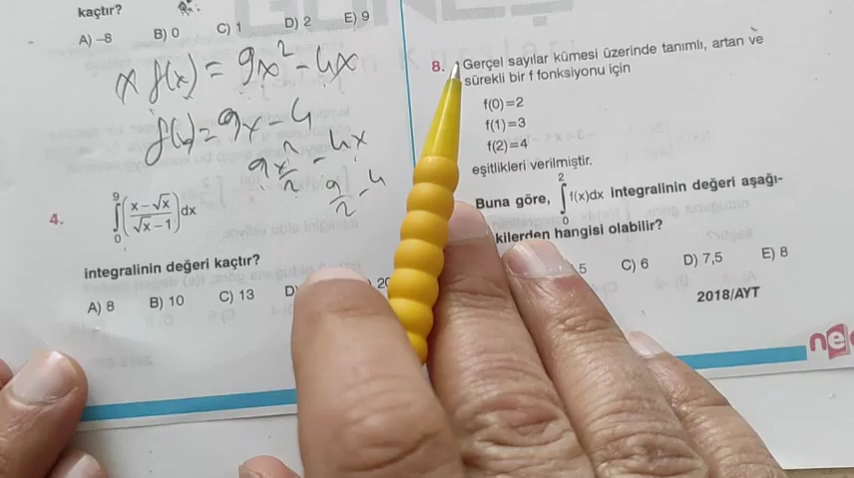 kaçtır?
A) –8 B) 0 C) 1 D) 2 E) 9
x f(x) = 9x² – 4x
f(x) = 9x – 4
9x²/2 – 4x
9/2 – 4
4. ∫₀⁹ ((x – √x)/(√x – 1)) dx
integralinin değeri kaçtır?
A) 8 B) 10 C) 13 D) 20
8. Gerçel sayılar kümesi üzerinde tanımlı, artan ve
sürekli bir f fonksiyonu için
f(0) = 2
f(1) = 3
f(2) = 4
eşitlikleri verilmiştir.
Buna göre, ∫₀² f(x)dx integralinin değeri aşağı-
kilerden hangisi olabilir?
5 C) 6 D) 7,5 E) 8
2018/AYT